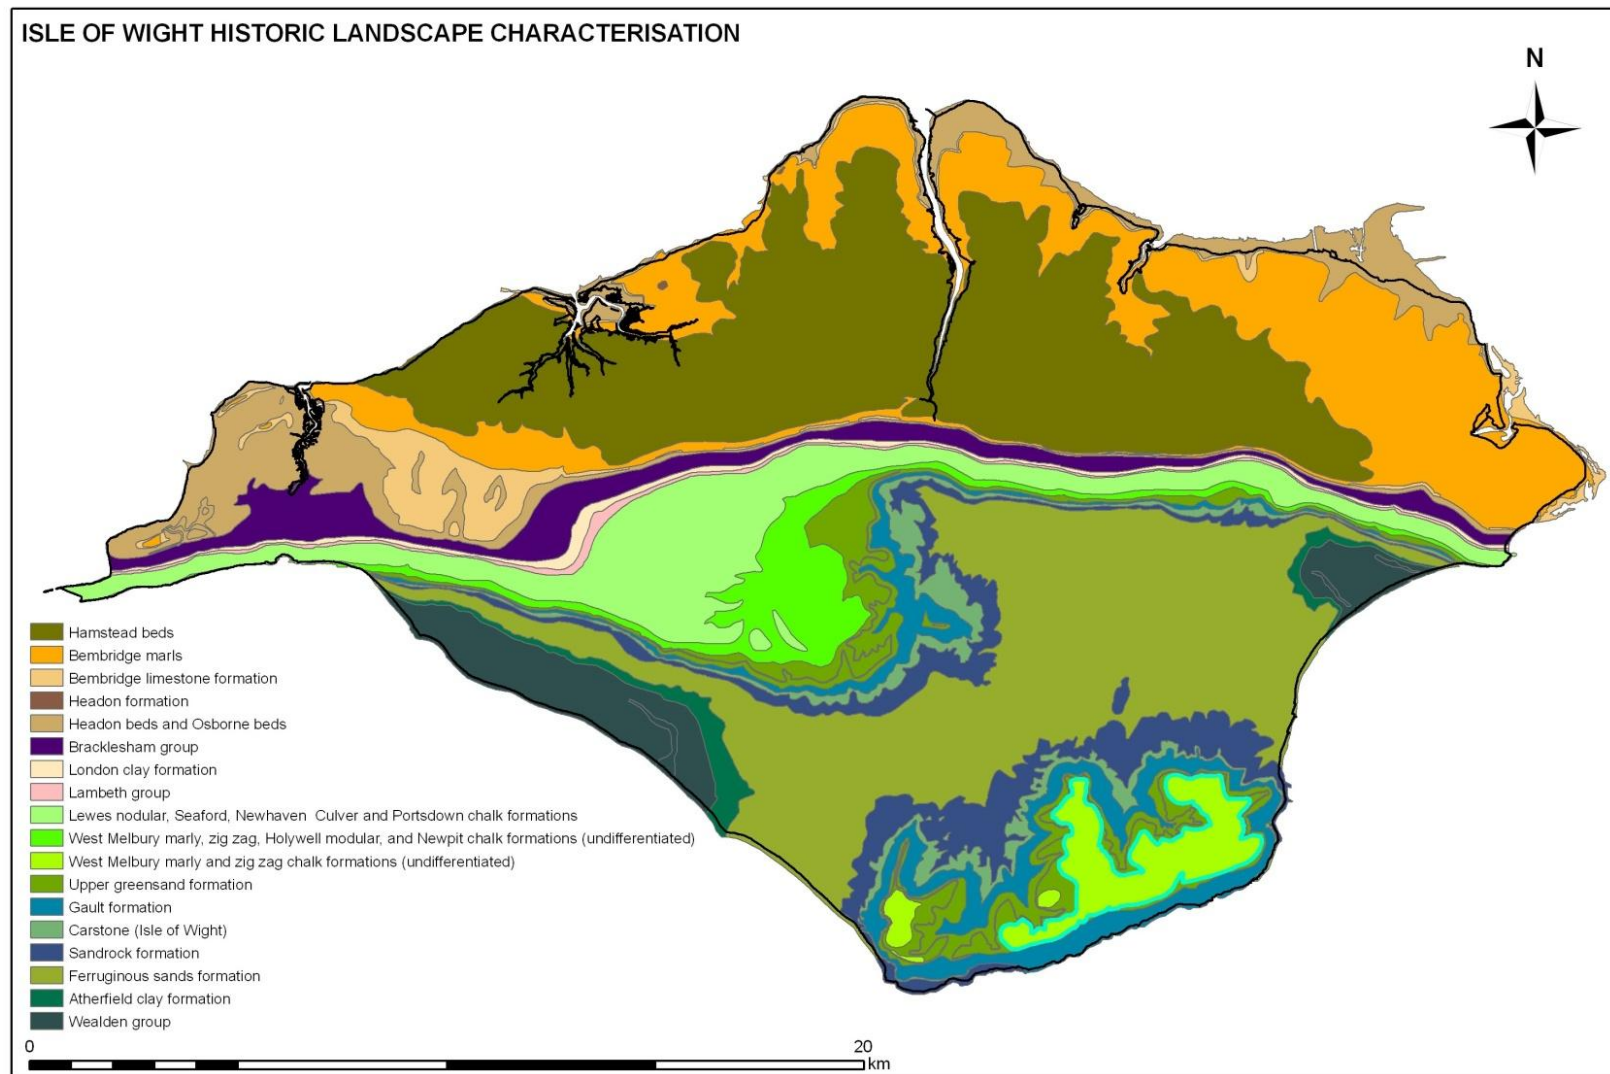 ISLE OF WIGHT HISTORIC LANDSCAPE CHARACTERISATION
N
Hamstead beds
Bembridge marls
Bembridge limestone formation
Headon formation
Headon beds and Osborne beds
Bracklesham group
London clay formation
Lambeth group
Lewes nodular, Seaford, Newhaven Culver and Portsdown chalk formations
West Melbury marly, zig zag, Holywell modular, and Newpit chalk formations (undifferentiated)
West Melbury marly and zig zag chalk formations (undifferentiated)
Upper greensand formation
Gault formation
Carstone (Isle of Wight)
Sandrock formation
Ferruginous sands formation
Atherfield clay formation
Wealden group
0 20
km